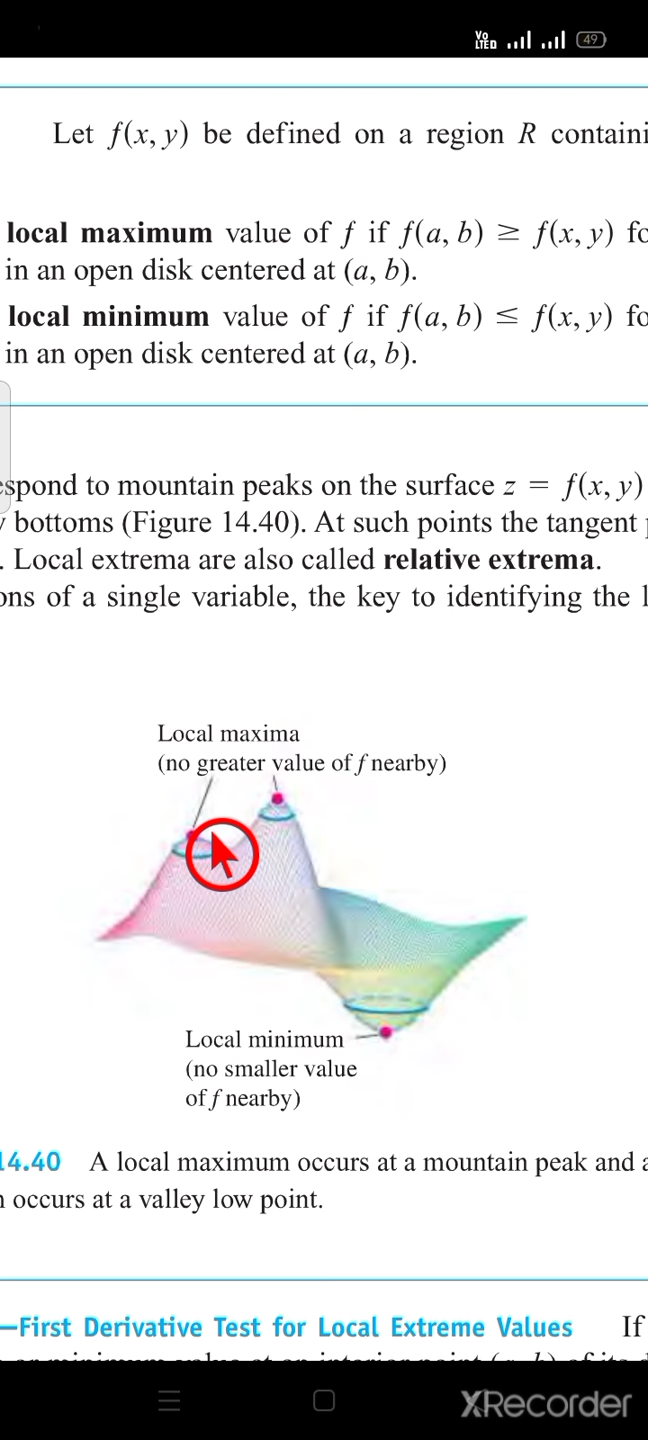 Vo
LTED
49
Let f(x, y) be defined on a region R containi
local maximum value of f if f(a, b) ≥ f(x, y) fo
in an open disk centered at (a, b).
local minimum value of f if f(a, b) ≤ f(x, y) fo
in an open disk centered at (a, b).
espond to mountain peaks on the surface z = f(x, y)
bottoms (Figure 14.40). At such points the tangent
. Local extrema are also called relative extrema.
ons of a single variable, the key to identifying the l
Local maxima
(no greater value of f nearby)
Local minimum
(no smaller value
of f nearby)
14.40 A local maximum occurs at a mountain peak and a
n occurs at a valley low point.
—First Derivative Test for Local Extreme Values If
XRecorder